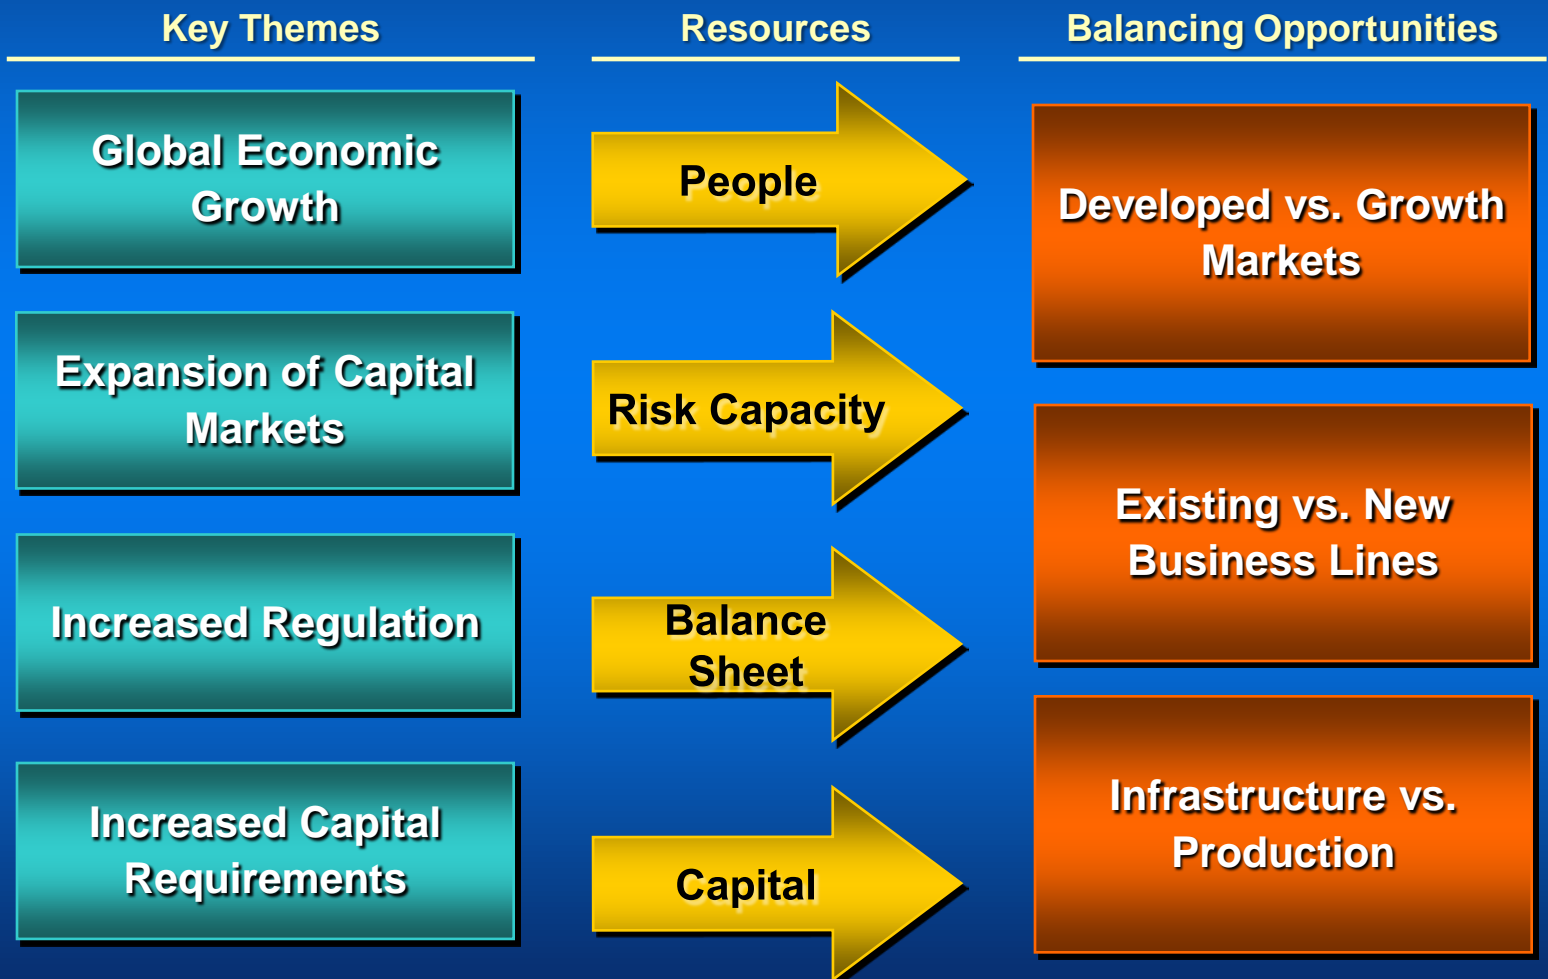 Key Themes
Resources
Balancing Opportunities
Global Economic
Growth
Expansion of Capital
Markets
Increased Regulation
Increased Capital
Requirements
People
Risk Capacity
Balance
Sheet
Capital
Developed vs. Growth
Markets
Existing vs. New
Business Lines
Infrastructure vs.
Production